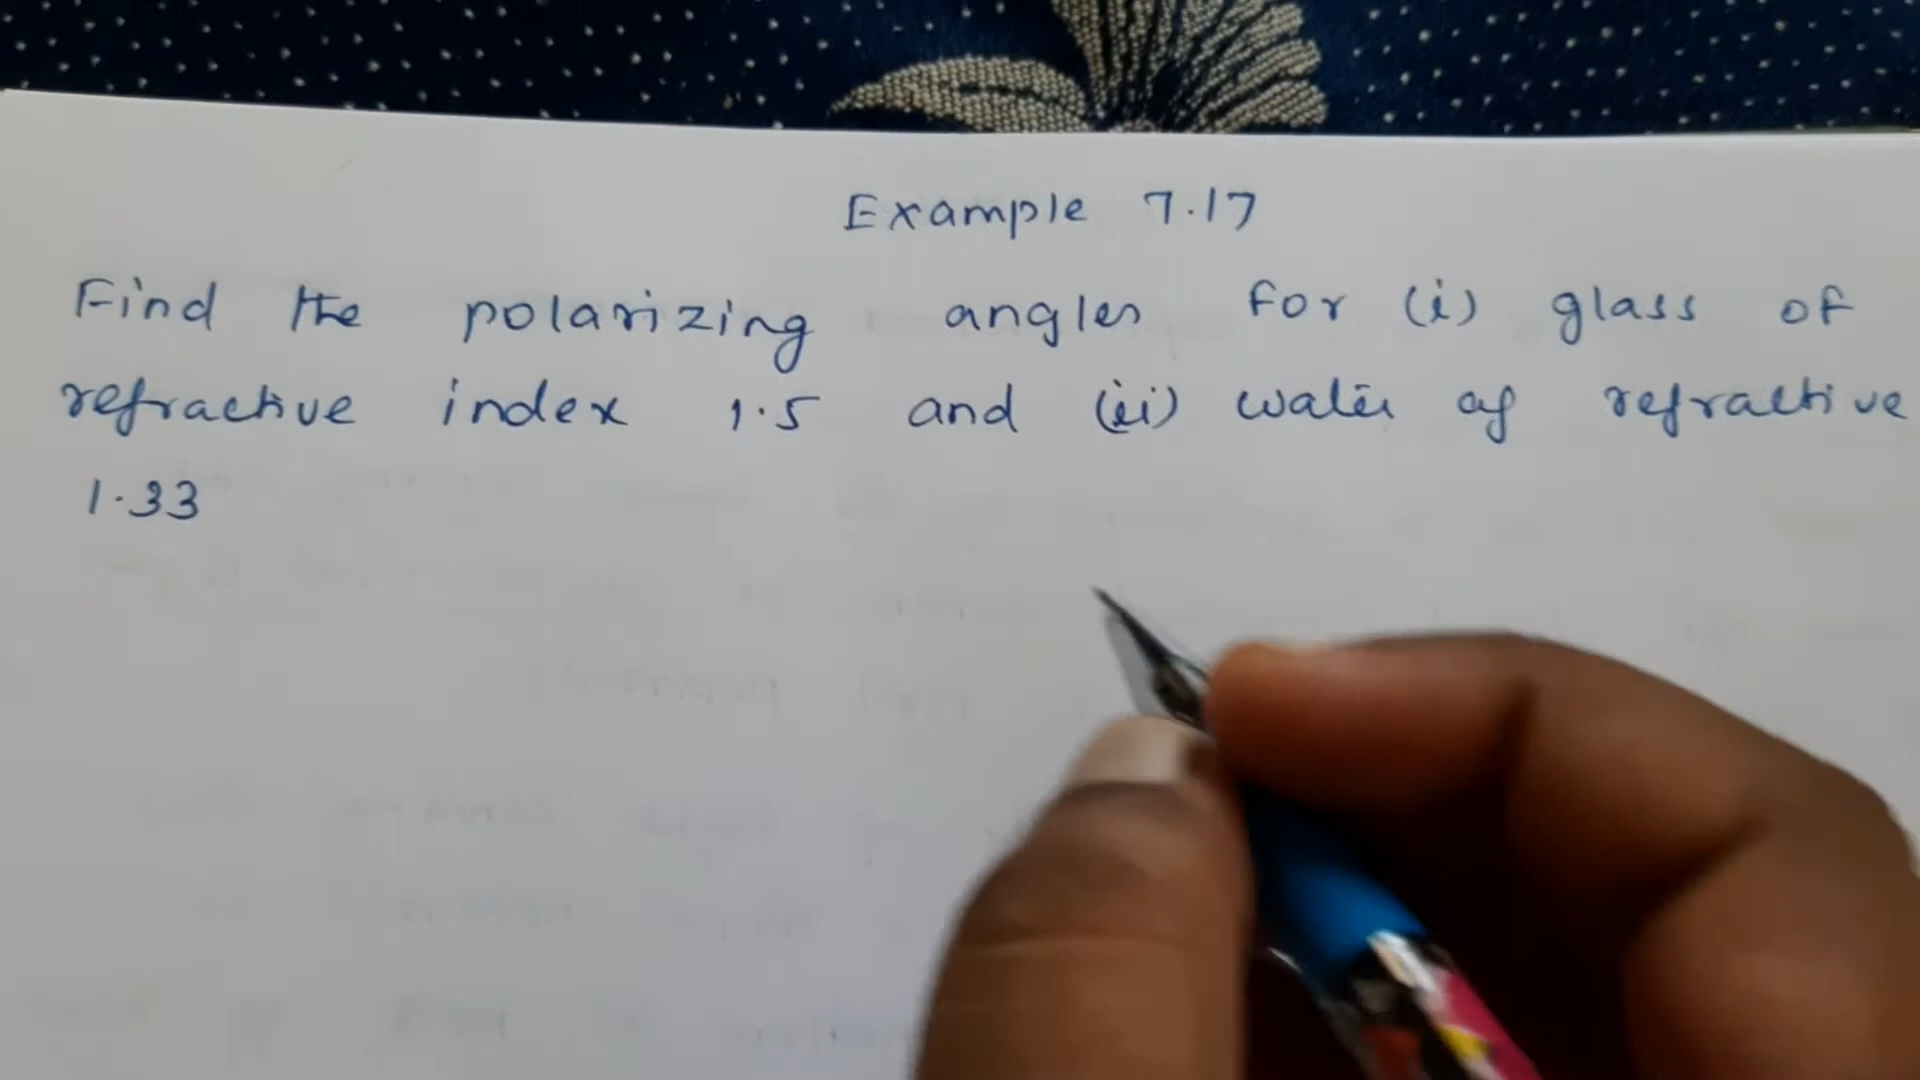 Example 7.17
Find the polarizing angles for (i) glass of
refractive index 1.5 and (ii) water of refractive
1.33